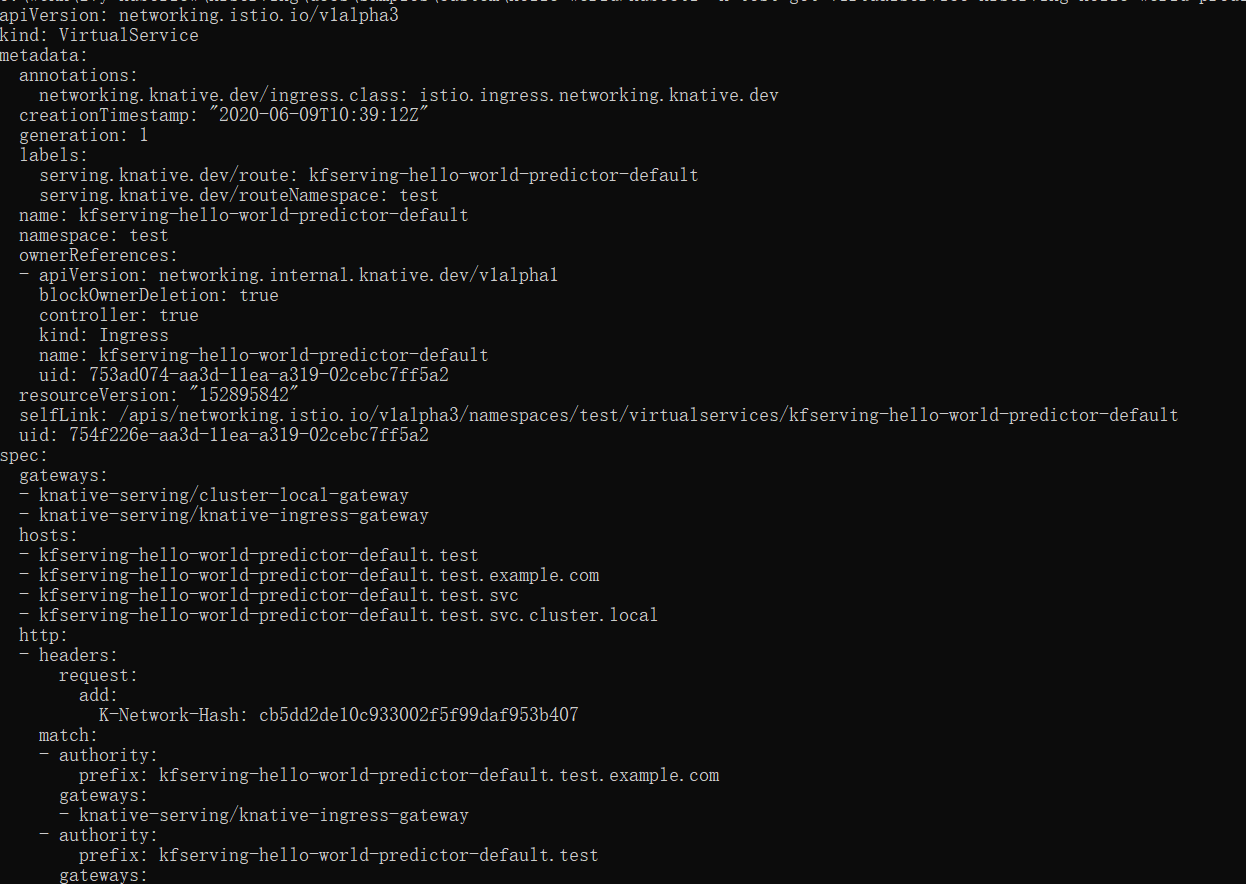 apiVersion: networking.istio.io/v1alpha3
kind: VirtualService
metadata:
  annotations:
    networking.knative.dev/ingress.class: istio.ingress.networking.knative.dev
  creationTimestamp: "2020-06-09T10:39:12Z"
  generation: 1
  labels:
    serving.knative.dev/route: kfserving-hello-world-predictor-default
    serving.knative.dev/routeNamespace: test
  name: kfserving-hello-world-predictor-default
  namespace: test
  ownerReferences:
  - apiVersion: networking.internal.knative.dev/v1alpha1
    blockOwnerDeletion: true
    controller: true
    kind: Ingress
    name: kfserving-hello-world-predictor-default
    uid: 753ad074-aa3d-11ea-a319-02cebc7ff5a2
  resourceVersion: "152895842"
  selfLink: /apis/networking.istio.io/v1alpha3/namespaces/test/virtualservices/kfserving-hello-world-predictor-default
  uid: 754f226e-aa3d-11ea-a319-02cebc7ff5a2
spec:
  gateways:
  - knative-serving/cluster-local-gateway
  - knative-serving/knative-ingress-gateway
  hosts:
  - kfserving-hello-world-predictor-default.test
  - kfserving-hello-world-predictor-default.test.example.com
  - kfserving-hello-world-predictor-default.test.svc
  - kfserving-hello-world-predictor-default.test.svc.cluster.local
  http:
  - headers:
      request:
        add:
          K-Network-Hash: cb5dd2de10c933002f5f99daf953b407
    match:
    - authority:
        prefix: kfserving-hello-world-predictor-default.test.example.com
      gateways:
      - knative-serving/knative-ingress-gateway
    - authority:
        prefix: kfserving-hello-world-predictor-default.test
      gateways: